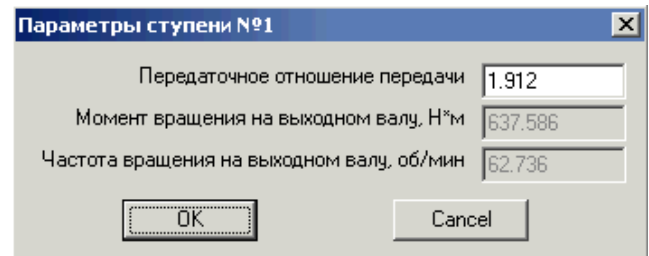 Параметры ступени №1
Передаточное отношение передачи 1.912
Момент вращения на выходном валу, Н*м 637.586
Частота вращения на выходном валу, об/мин 62.736
OK Cancel